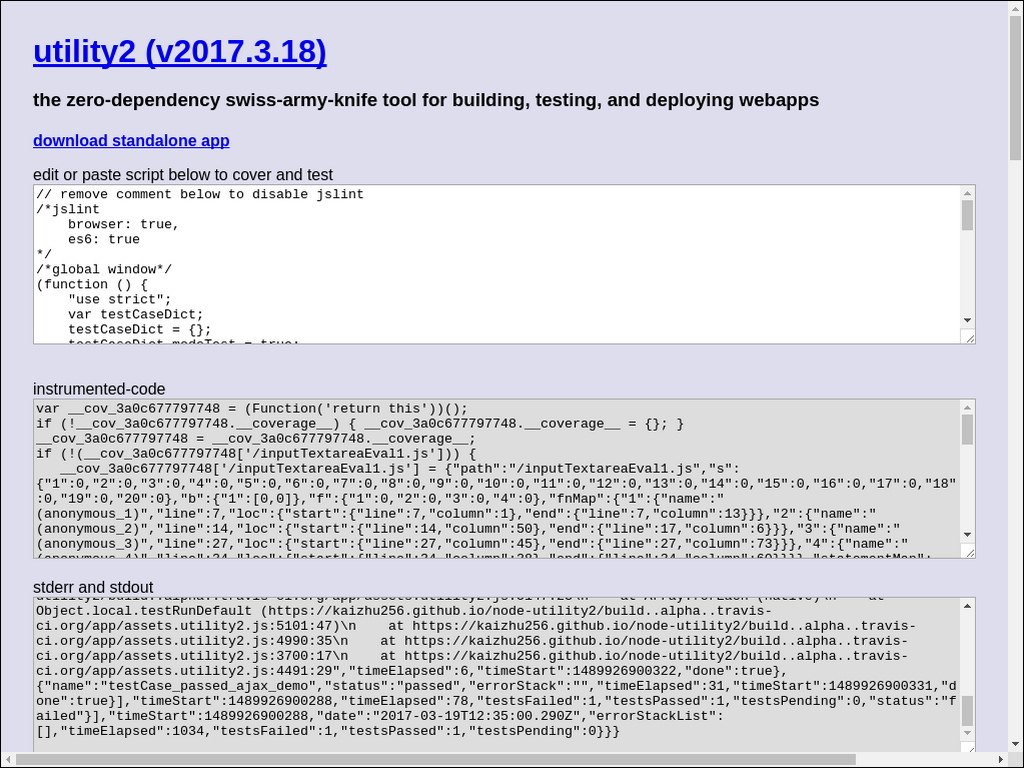 utility2 (v2017.3.18)
the zero-dependency swiss-army-knife tool for building, testing, and deploying webapps
download standalone app
edit or paste script below to cover and test
// remove comment below to disable jslint
/*jslint
    browser: true,
    es6: true
*/
/*global window*/
(function () {
    "use strict";
    var testCaseDict;
    testCaseDict = {};
    testCaseDict.modeTest = true;
instrumented-code
var __cov_3a0c677797748 = (Function('return this'))();
if (!__cov_3a0c677797748.__coverage__) { __cov_3a0c677797748.__coverage__ = {}; }
__cov_3a0c677797748 = __cov_3a0c677797748.__coverage__;
if (!(__cov_3a0c677797748['/inputTextareaEval1.js'])) {
   __cov_3a0c677797748['/inputTextareaEval1.js'] = {"path":"/inputTextareaEval1.js","s":
{"1":0,"2":0,"3":0,"4":0,"5":0,"6":0,"7":0,"8":0,"9":0,"10":0,"11":0,"12":0,"13":0,"14":0,"15":0,"16":0,"17":0,"18"
:0,"19":0,"20":0},"b":{"1":[0,0]},"f":{"1":0,"2":0,"3":0,"4":0},"fnMap":{"1":{"name":"
(anonymous_1)","line":7,"loc":{"start":{"line":7,"column":1},"end":{"line":7,"column":13}}},"2":{"name":"
(anonymous_2)","line":14,"loc":{"start":{"line":14,"column":50},"end":{"line":17,"column":6}}},"3":{"name":"
(anonymous_3)","line":27,"loc":{"start":{"line":27,"column":45},"end":{"line":27,"column":73}}},"4":{"name":"
stderr and stdout
Object.local.testRunDefault (https://kaizhu256.github.io/node-utility2/build..alpha..travis-
ci.org/app/assets.utility2.js:5101:47)\n    at https://kaizhu256.github.io/node-utility2/build..alpha..travis-
ci.org/app/assets.utility2.js:4990:35\n    at https://kaizhu256.github.io/node-utility2/build..alpha..travis-
ci.org/app/assets.utility2.js:3700:17\n    at https://kaizhu256.github.io/node-utility2/build..alpha..travis-
ci.org/app/assets.utility2.js:4491:29","timeElapsed":6,"timeStart":1489926900322,"done":true},
{"name":"testCase_passed_ajax_demo","status":"passed","errorStack":"","timeElapsed":31,"timeStart":1489926900331,"d
one":true}],"timeStart":1489926900288,"timeElapsed":78,"testsFailed":1,"testsPassed":1,"testsPending":0,"status":"f
ailed"}],"timeStart":1489926900288,"date":"2017-03-19T12:35:00.290Z","errorStackList":
[],"timeElapsed":1034,"testsFailed":1,"testsPassed":1,"testsPending":0}}}